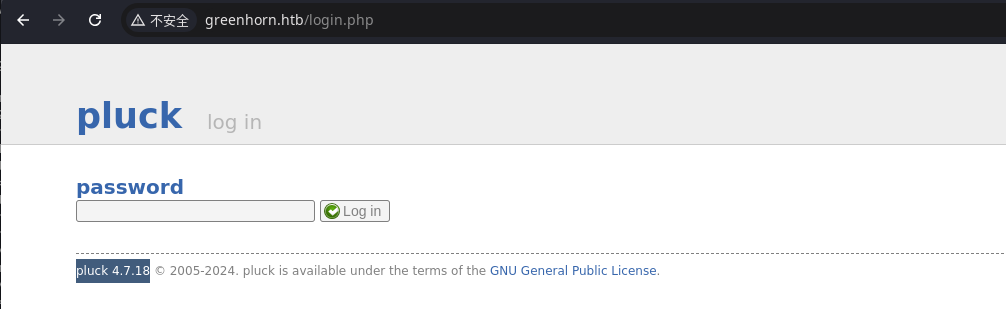 不安全 greenhorn.htb/login.php
pluck log in
password
Log in
pluck 4.7.18 © 2005-2024. pluck is available under the terms of the GNU General Public License.